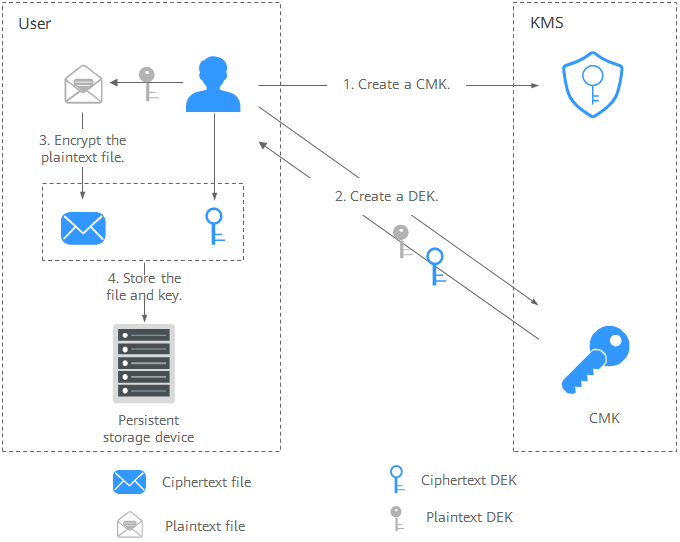 User
KMS
1. Create a CMK.
3. Encrypt the
plaintext file.
2. Create a DEK.
4. Store the
file and key.
CMK
Persistent
storage device
Ciphertext file
Ciphertext DEK
Plaintext file
Plaintext DEK